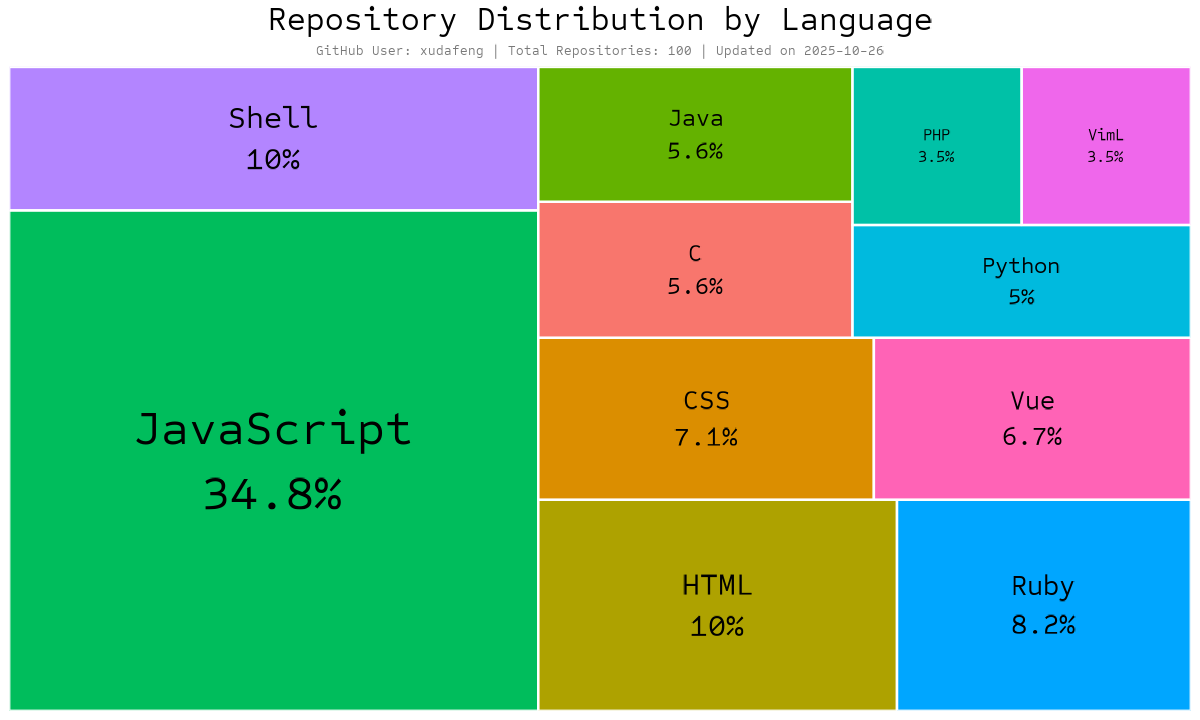 Repository Distribution by Language
GitHub User: xudafeng | Total Repositories: 100 | Updated on 2025-10-26
Shell
10%
JavaScript
34.8%
Java
5.6%
C
5.6%
PHP
3.5%
VimL
3.5%
Python
5%
CSS
7.1%
Vue
6.7%
HTML
10%
Ruby
8.2%